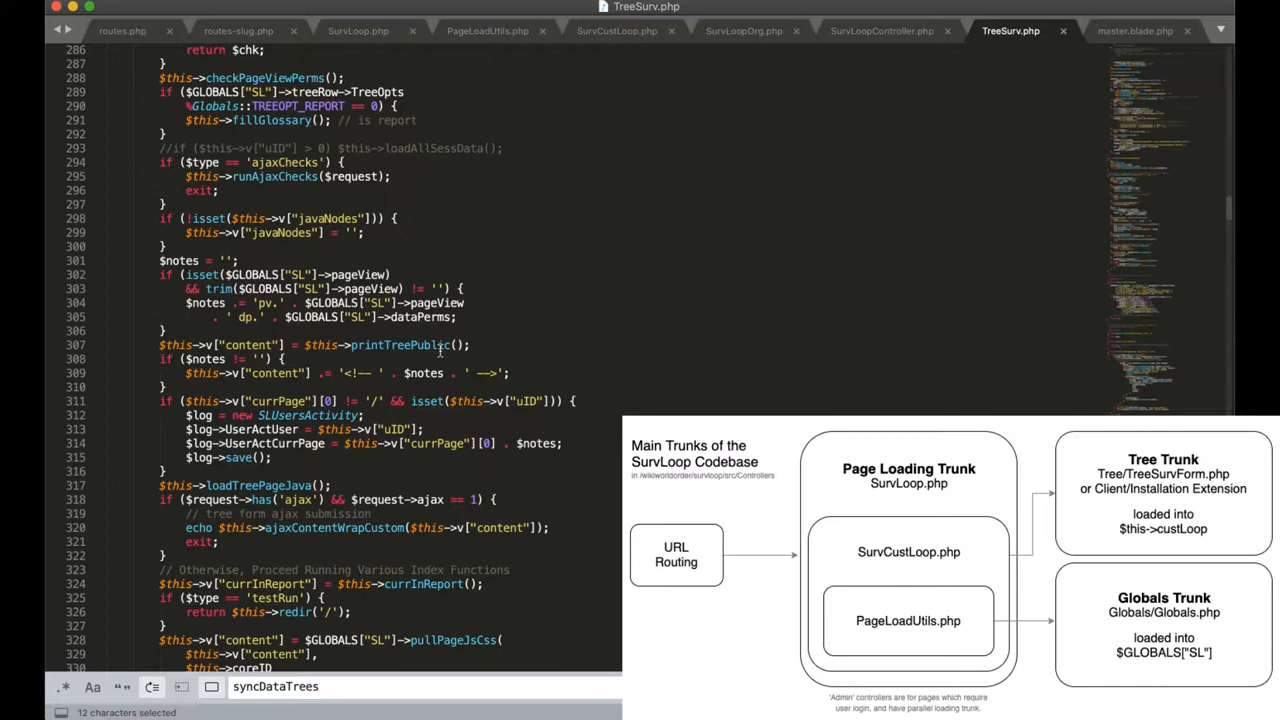 TreeSurv.php
routes.php
routes-slug.php
SurvLoop.php
PageLoadUtils.php
SurvCustLoop.php
SurvLoopOrg.php
SurvLoopController.php
TreeSurv.php
master.blade.php
286 return $chk;
287 }
288 $this->checkPageViewPerms();
289 if ($GLOBALS["SL"]->treeRow->TreeOpts
290 %Globals::TREEOPT_REPORT == 0) {
291 $this->fillGlossary(); // is report
292 }
293 //if ($this->v["uID"] > 0) $this->loadAllSessData();
294 if ($type == 'ajaxChecks') {
295 $this->runAjaxChecks($request);
296 exit;
297 }
298 if (!isset($this->v["javaNodes"])) {
299 $this->v["javaNodes"] = '';
300 }
301 $notes = '';
302 if (isset($GLOBALS["SL"]->pageView)
303 && trim($GLOBALS["SL"]->pageView) != '') {
304 $notes .= 'pv.' . $GLOBALS["SL"]->pageView
305 . ' dp.' . $GLOBALS["SL"]->dataPerms;
306 }
307 $this->v["content"] = $this->printTreePublic();
308 if ($notes != '') {
309 $this->v["content"] .= '<!-- ' . $notes . ' -->';
310 }
311 if ($this->v["currPage"][0] != '/' && isset($this->v["uID"])) {
312 $log = new SLUsersActivity;
313 $log->UserActUser = $this->v["uID"];
314 $log->UserActCurrPage = $this->v["currPage"][0] . $notes;
315 $log->save();
316 }
317 $this->loadTreePageJava();
318 if ($request->has('ajax') && $request->ajax == 1) {
319 // tree form ajax submission
320 echo $this->ajaxContentWrapCustom($this->v["content"]);
321 exit;
322 }
323 // Otherwise, Proceed Running Various Index Functions
324 $this->v["currInReport"] = $this->currInReport();
325 if ($type == 'testRun') {
326 return $this->redir('/');
327 }
328 $this->v["content"] = $GLOBALS["SL"]->pullPageJsCss(
329 $this->v["content"],
330 $this->coreID
.* Aa “”
syncDataTrees
12 characters selected
Main Trunks of the
SurvLoop Codebase
in /wikiworldorder/survloop/src/Controllers
URL
Routing
Page Loading Trunk
SurvLoop.php
SurvCustLoop.php
PageLoadUtils.php
'Admin' controllers are for pages which require
user login, and have parallel loading trunk.
Tree Trunk
Tree/TreeSurvForm.php
or Client/Installation Extension
loaded into
$this->custLoop
Globals Trunk
Globals/Globals.php
loaded into
$GLOBALS["SL"]